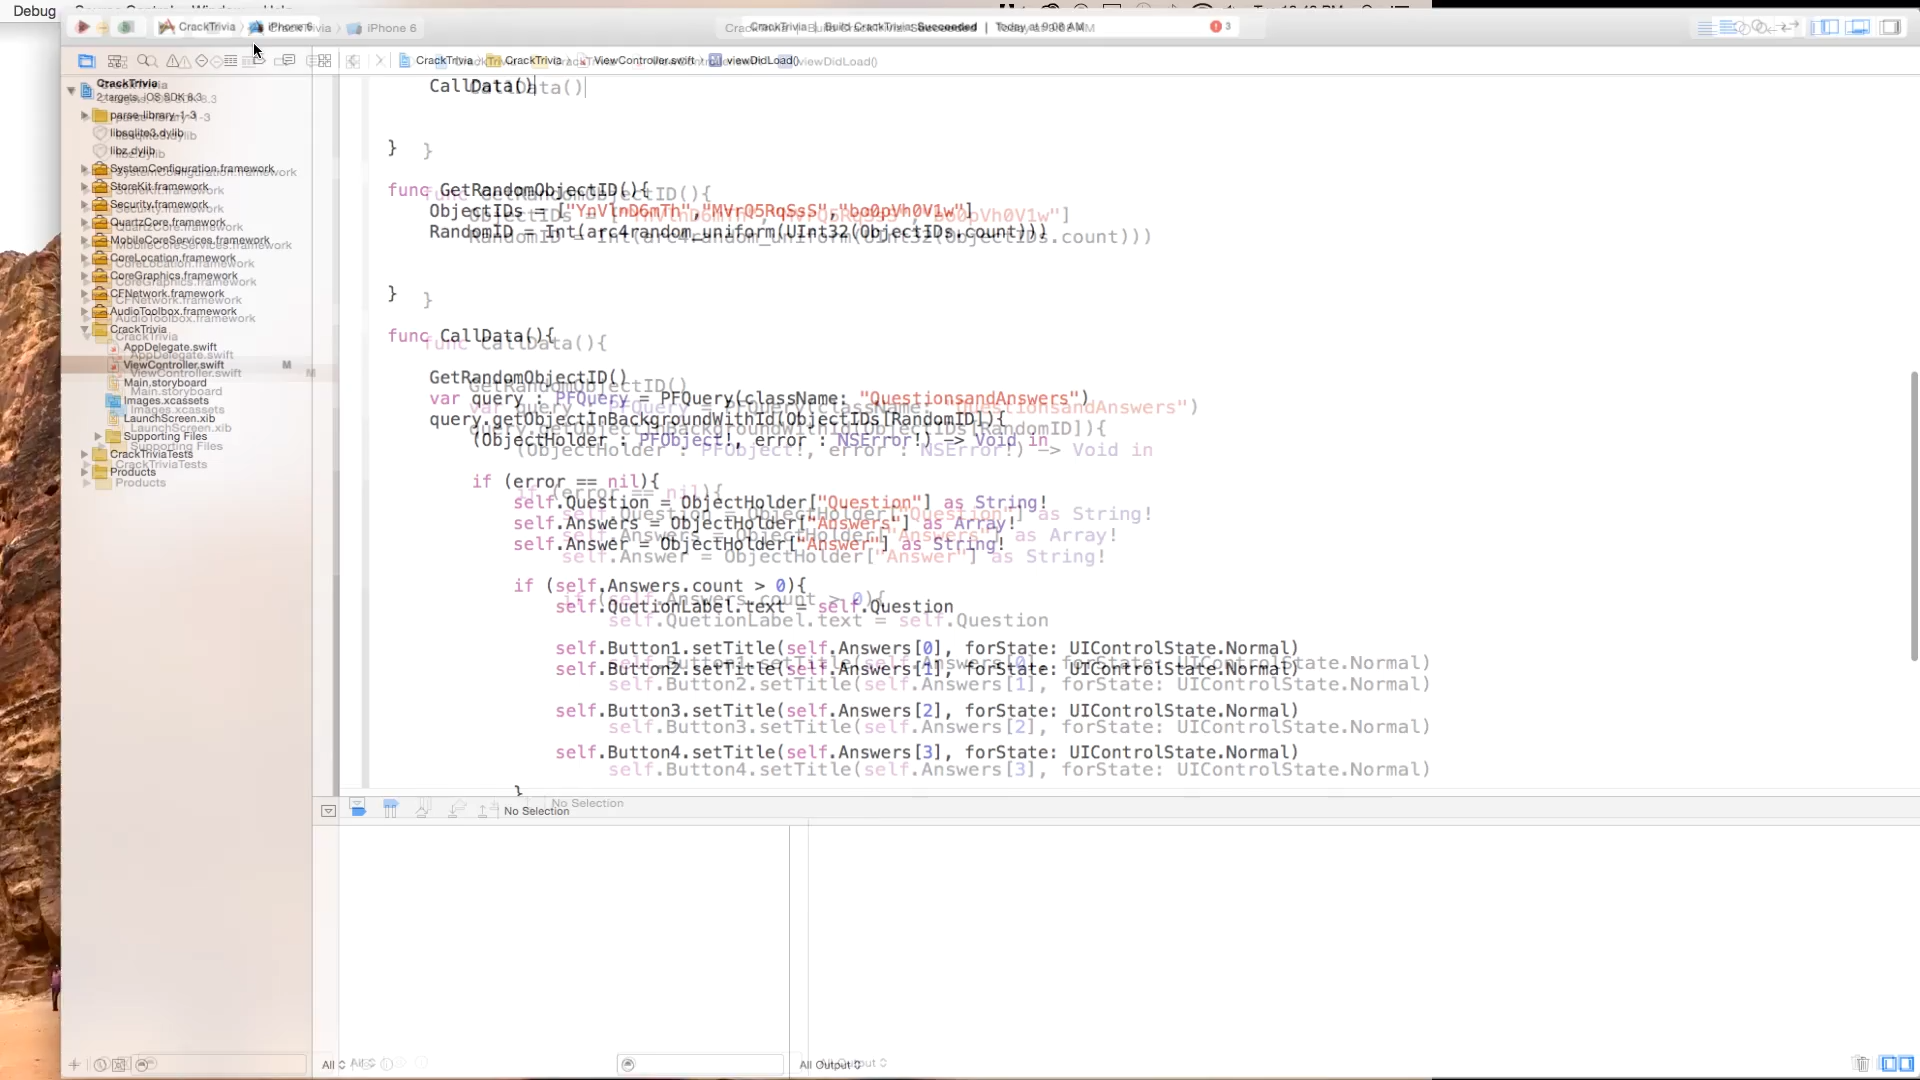 Debug
CrackTrivia iPhone 6
CrackTrivia | Build CrackTrivia: Succeeded | Today at 9:08 AM
3
CrackTrivia CrackTrivia ViewController.swift viewDidLoad()
CrackTrivia
2 targets, iOS SDK 8.3
parse-library-1-3
libsqlite3.dylib
libz.dylib
SystemConfiguration.framework
StoreKit.framework
Security.framework
QuartzCore.framework
MobileCoreServices.framework
CoreLocation.framework
CoreGraphics.framework
CFNetwork.framework
AudioToolbox.framework
CrackTrivia
AppDelegate.swift
ViewController.swift M
Main.storyboard
Images.xcassets
LaunchScreen.xib
Supporting Files
CrackTriviaTests
Products
CallData()
}
func GetRandomObjectID(){
ObjectIDs = ["YnVlnD6mTh","MVrQ5RqSsS","bo0pVh0V1w"]
RandomID = Int(arc4random_uniform(UInt32(ObjectIDs.count)))
}
func CallData(){
GetRandomObjectID()
var query : PFQuery = PFQuery(className: "QuestionsandAnswers")
query.getObjectInBackgroundWithId(ObjectIDs[RandomID]){
(ObjectHolder : PFObject!, error : NSError!) -> Void in
if (error == nil){
self.Question = ObjectHolder["Question"] as String!
self.Answers = ObjectHolder["Answers"] as Array!
self.Answer = ObjectHolder["Answer"] as String!
if (self.Answers.count > 0){
self.QuetionLabel.text = self.Question
self.Button1.setTitle(self.Answers[0], forState: UIControlState.Normal)
self.Button2.setTitle(self.Answers[1], forState: UIControlState.Normal)
self.Button3.setTitle(self.Answers[2], forState: UIControlState.Normal)
self.Button4.setTitle(self.Answers[3], forState: UIControlState.Normal)
}
No Selection
All
All Output